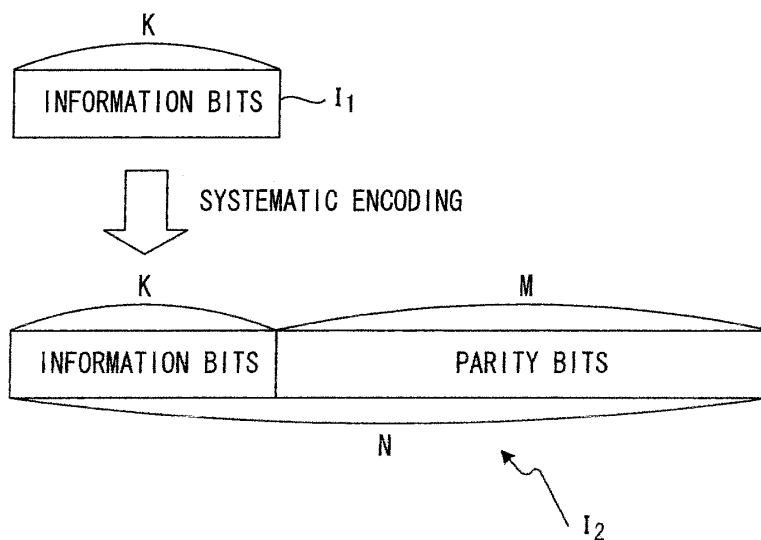 K
INFORMATION BITS
I1
SYSTEMATIC ENCODING
K
M
INFORMATION BITS
PARITY BITS
N
I2